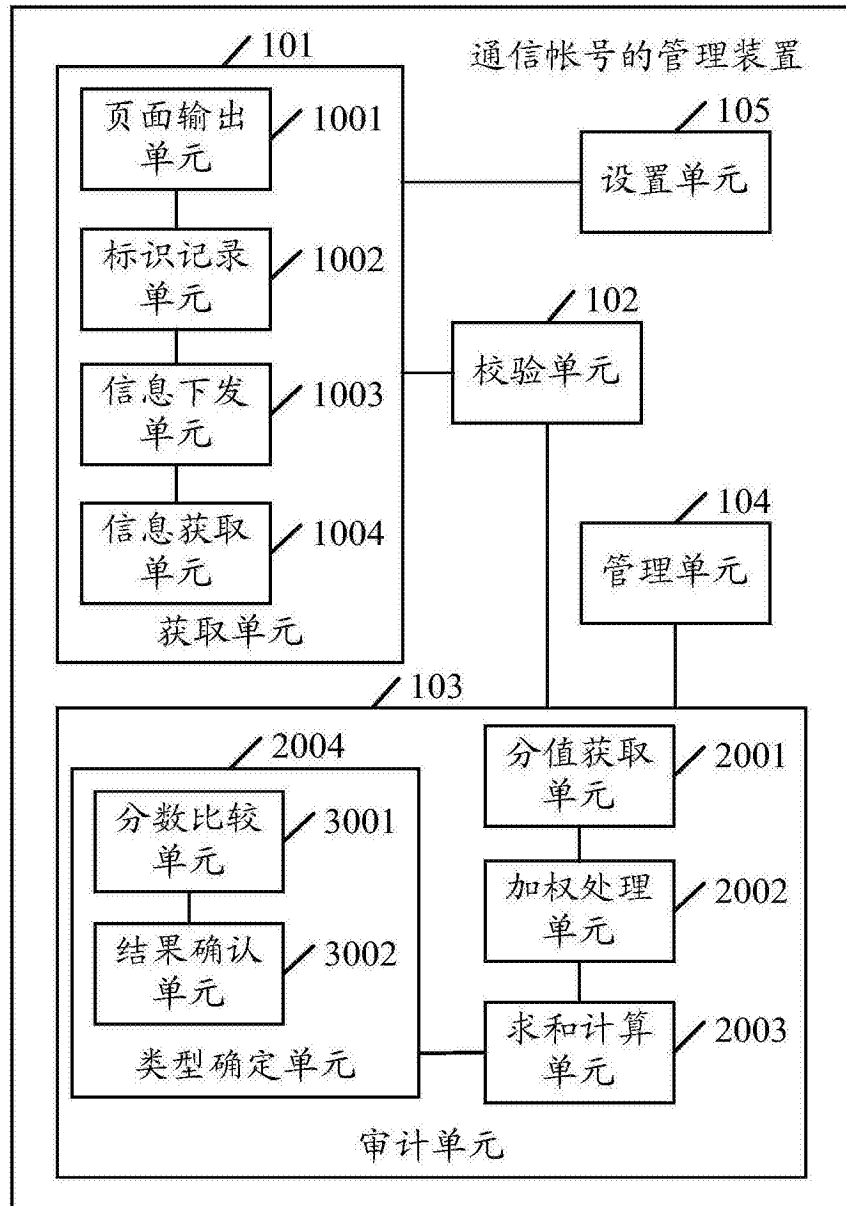 通信帐号的管理装置
101
页面输出
单元
1001
标识记录
单元
1002
信息下发
单元
1003
信息获取
单元
1004
获取单元
105
设置单元
102
校验单元
104
管理单元
103
2004
分数比较
单元
3001
结果确认
单元
3002
类型确定单元
分值获取
单元
2001
加权处理
单元
2002
求和计算
单元
2003
审计单元